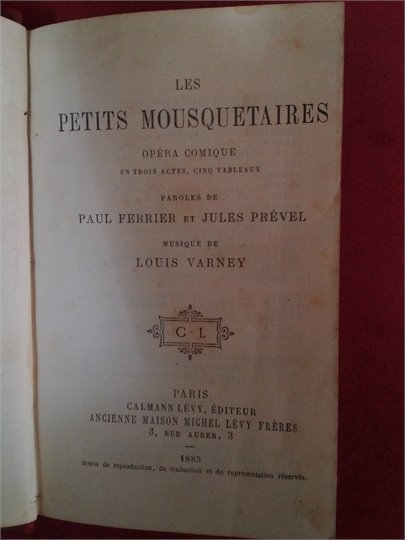 LES
PETITS MOUSQUETAIRES
OPÉRA COMIQUE
EN TROIS ACTES, CINQ TABLEAUX
PAROLES DE
PAUL FERRIER ET JULES PRÉVEL
MUSIQUE DE
LOUIS VARNEY
C · L
PARIS
CALMANN LÉVY, ÉDITEUR
ANCIENNE MAISON MICHEL LÉVY FRÈRES
3, RUE AUBER, 3
1885
Droits de reproduction, de traduction et de représentation réservés.